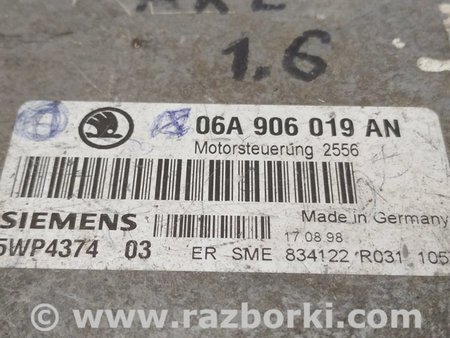 1.6
06A 906 019 AN
Motorsteuerung 2556
SIEMENS
Made in Germany
5WP4374 03
17.08.98
ER SME 834122 R031 105
www.razborki.com